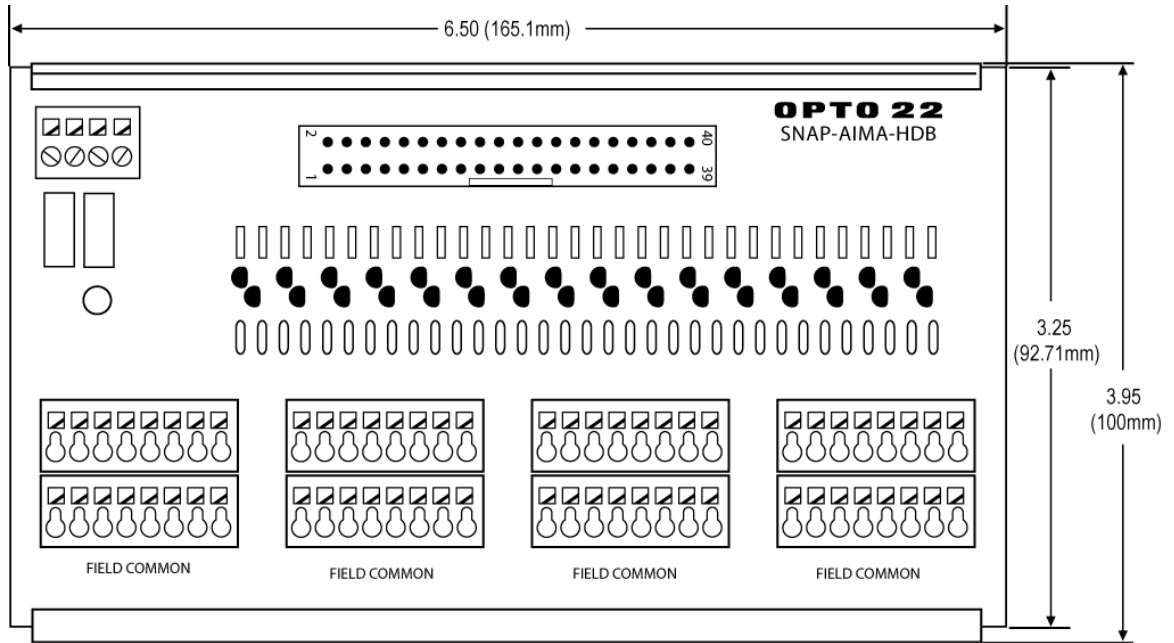 6.50 (165.1mm)
OPTO 22
SNAP-AIMA-HDB
2
40
1
39
3.25
(92.71mm)
3.95
(100mm)
FIELD COMMON
FIELD COMMON
FIELD COMMON
FIELD COMMON